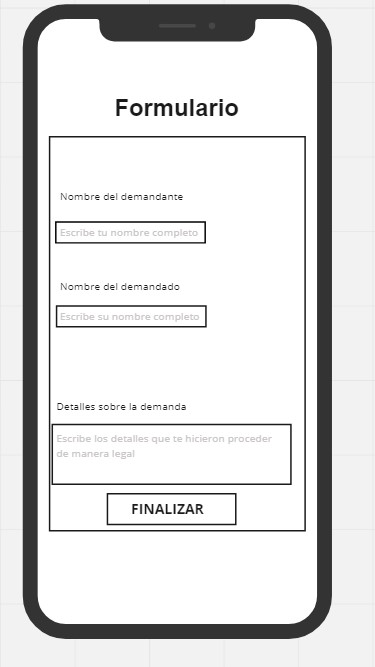 Formulario
Nombre del demandante
Escribe tu nombre completo
Nombre del demandado
Escribe su nombre completo
Detalles sobre la demanda
Escribe los detalles que te hicieron proceder
de manera legal
FINALIZAR